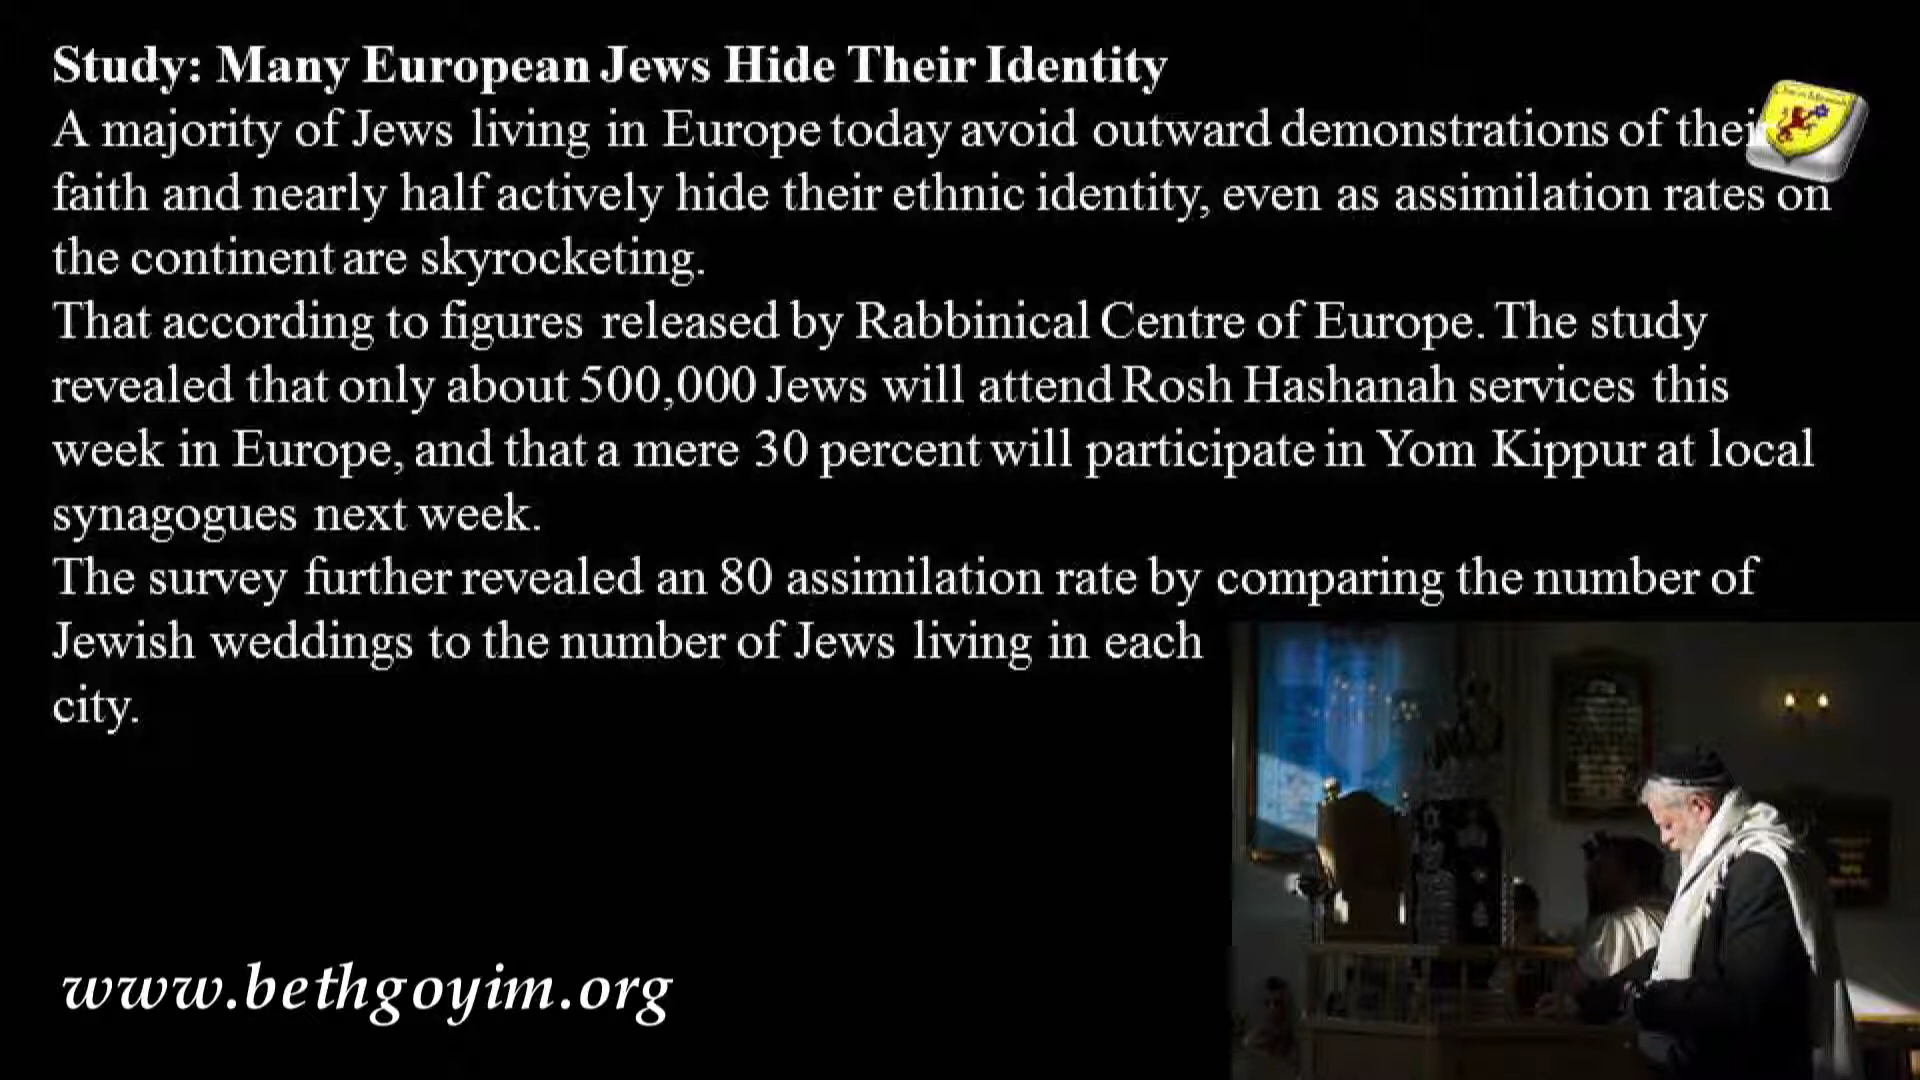 Study: Many European Jews Hide Their Identity
A majority of Jews living in Europe today avoid outward demonstrations of their
faith and nearly half actively hide their ethnic identity, even as assimilation rates on
the continent are skyrocketing.
That according to figures released by Rabbinical Centre of Europe. The study
revealed that only about 500,000 Jews will attend Rosh Hashanah services this
week in Europe, and that a mere 30 percent will participate in Yom Kippur at local
synagogues next week.
The survey further revealed an 80 assimilation rate by comparing the number of
Jewish weddings to the number of Jews living in each
city.
www.bethgoyim.org